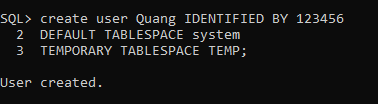 SQL> create user Quang IDENTIFIED BY 123456
2 DEFAULT TABLESPACE system
3 TEMPORARY TABLESPACE TEMP;
User created.